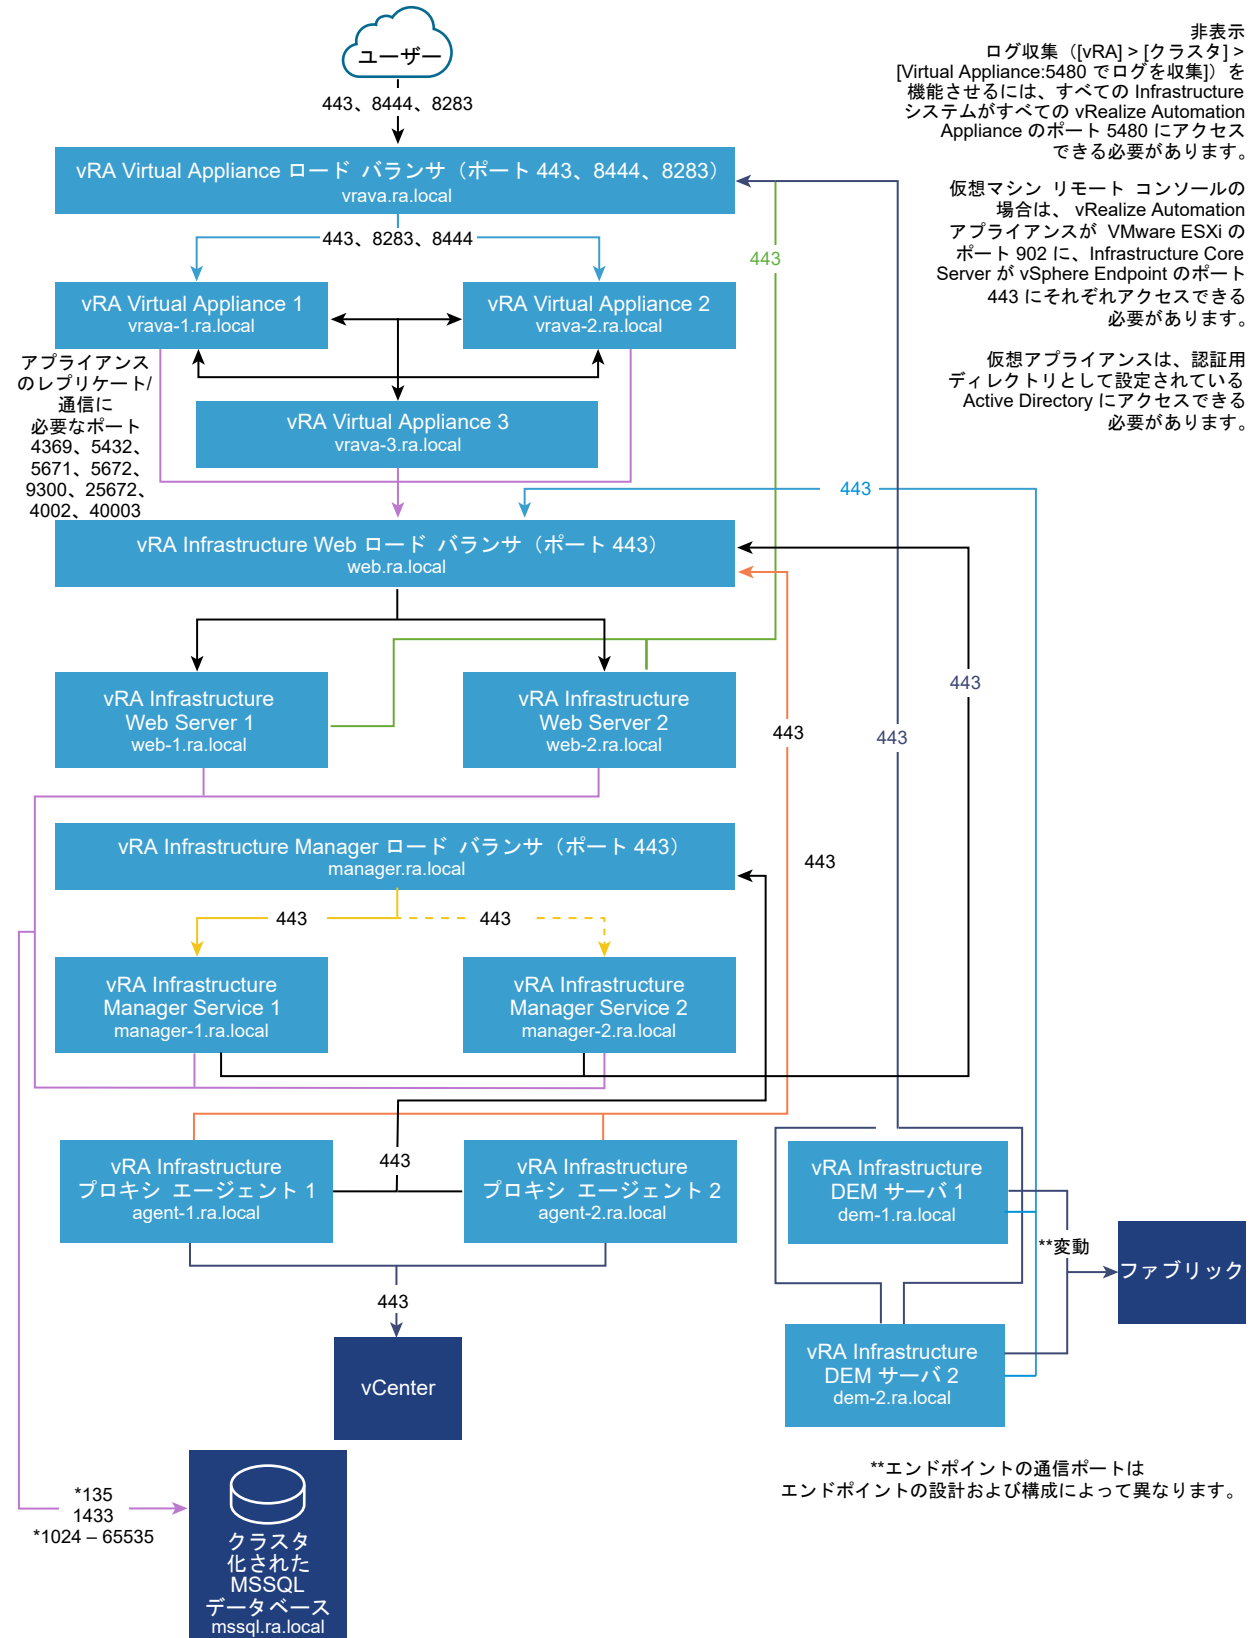 ユーザー
443、8444、8283
vRA Virtual Appliance ロード バランサ（ポート 443、8444、8283）
vrava.ra.local
443、8283、8444
vRA Virtual Appliance 1
vrava-1.ra.local
vRA Virtual Appliance 2
vrava-2.ra.local
アプライアンス
のレプリケート/
通信に
必要なポート
4369、5432、
5671、5672、
9300、25672、
4002、40003
vRA Virtual Appliance 3
vrava-3.ra.local
非表示
ログ収集（[vRA] > [クラスタ] >
[Virtual Appliance:5480 でログを収集]）を
機能させるには、すべての Infrastructure
システムがすべての vRealize Automation
Appliance のポート 5480 にアクセス
できる必要があります。
仮想マシン リモート コンソールの
場合は、 vRealize Automation
アプライアンスが VMware ESXi の
ポート 902 に、Infrastructure Core
Server が vSphere Endpoint のポート
443 にそれぞれアクセスできる
必要があります。
仮想アプライアンスは、認証用
ディレクトリとして設定されている
Active Directory にアクセスできる
必要があります。
443
443
vRA Infrastructure Web ロード バランサ（ポート 443）
web.ra.local
vRA Infrastructure
Web Server 1
web-1.ra.local
vRA Infrastructure
Web Server 2
web-2.ra.local
443
443
443
vRA Infrastructure Manager ロード バランサ（ポート 443）
manager.ra.local
443
443
443
vRA Infrastructure
Manager Service 1
manager-1.ra.local
vRA Infrastructure
Manager Service 2
manager-2.ra.local
vRA Infrastructure
プロキシ エージェント 1
agent-1.ra.local
443
vRA Infrastructure
プロキシ エージェント 2
agent-2.ra.local
vRA Infrastructure
DEM サーバ 1
dem-1.ra.local
**変動
ファブリック
443
vCenter
vRA Infrastructure
DEM サーバ 2
dem-2.ra.local
**エンドポイントの通信ポートは
エンドポイントの設計および構成によって異なります。
*135
1433
*1024 – 65535
クラスタ
化された
MSSQL
データベース
mssql.ra.local